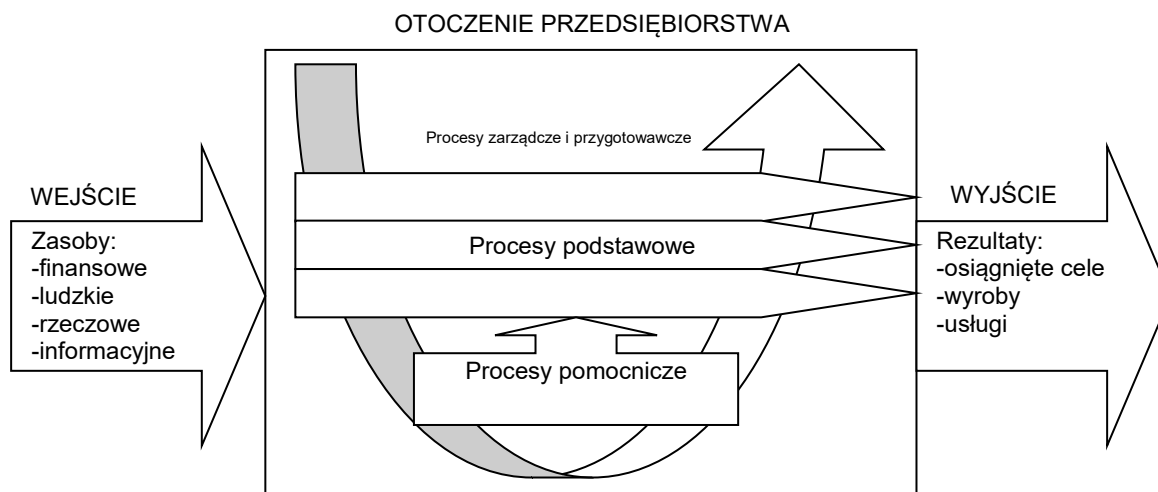 OTOCZENIE PRZEDSIĘBIORSTWA
Procesy zarządcze i przygotowawcze
WEJŚCIE
Zasoby:
-finansowe
-ludzkie
-rzeczowe
-informacyjne
Procesy podstawowe
Procesy pomocnicze
WYJŚCIE
Rezultaty:
-osiągnięte cele
-wyroby
-usługi